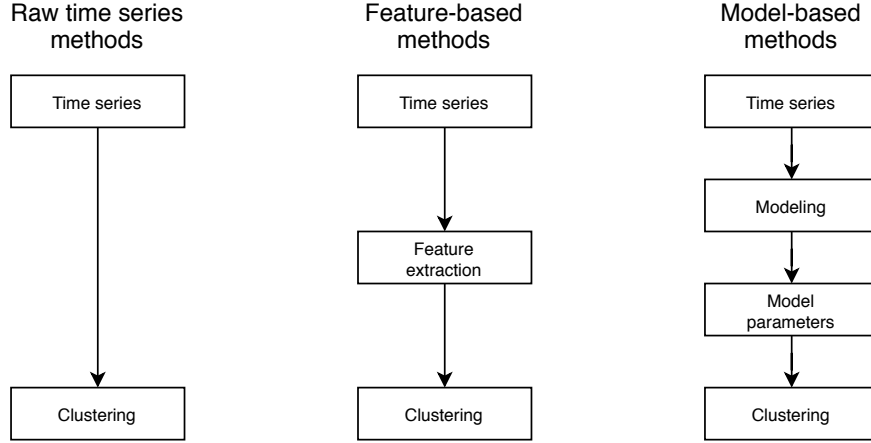 Raw time series
methods
Time series
Clustering
Feature-based
methods
Time series
Feature
extraction
Clustering
Model-based
methods
Time series
Modeling
Model
parameters
Clustering